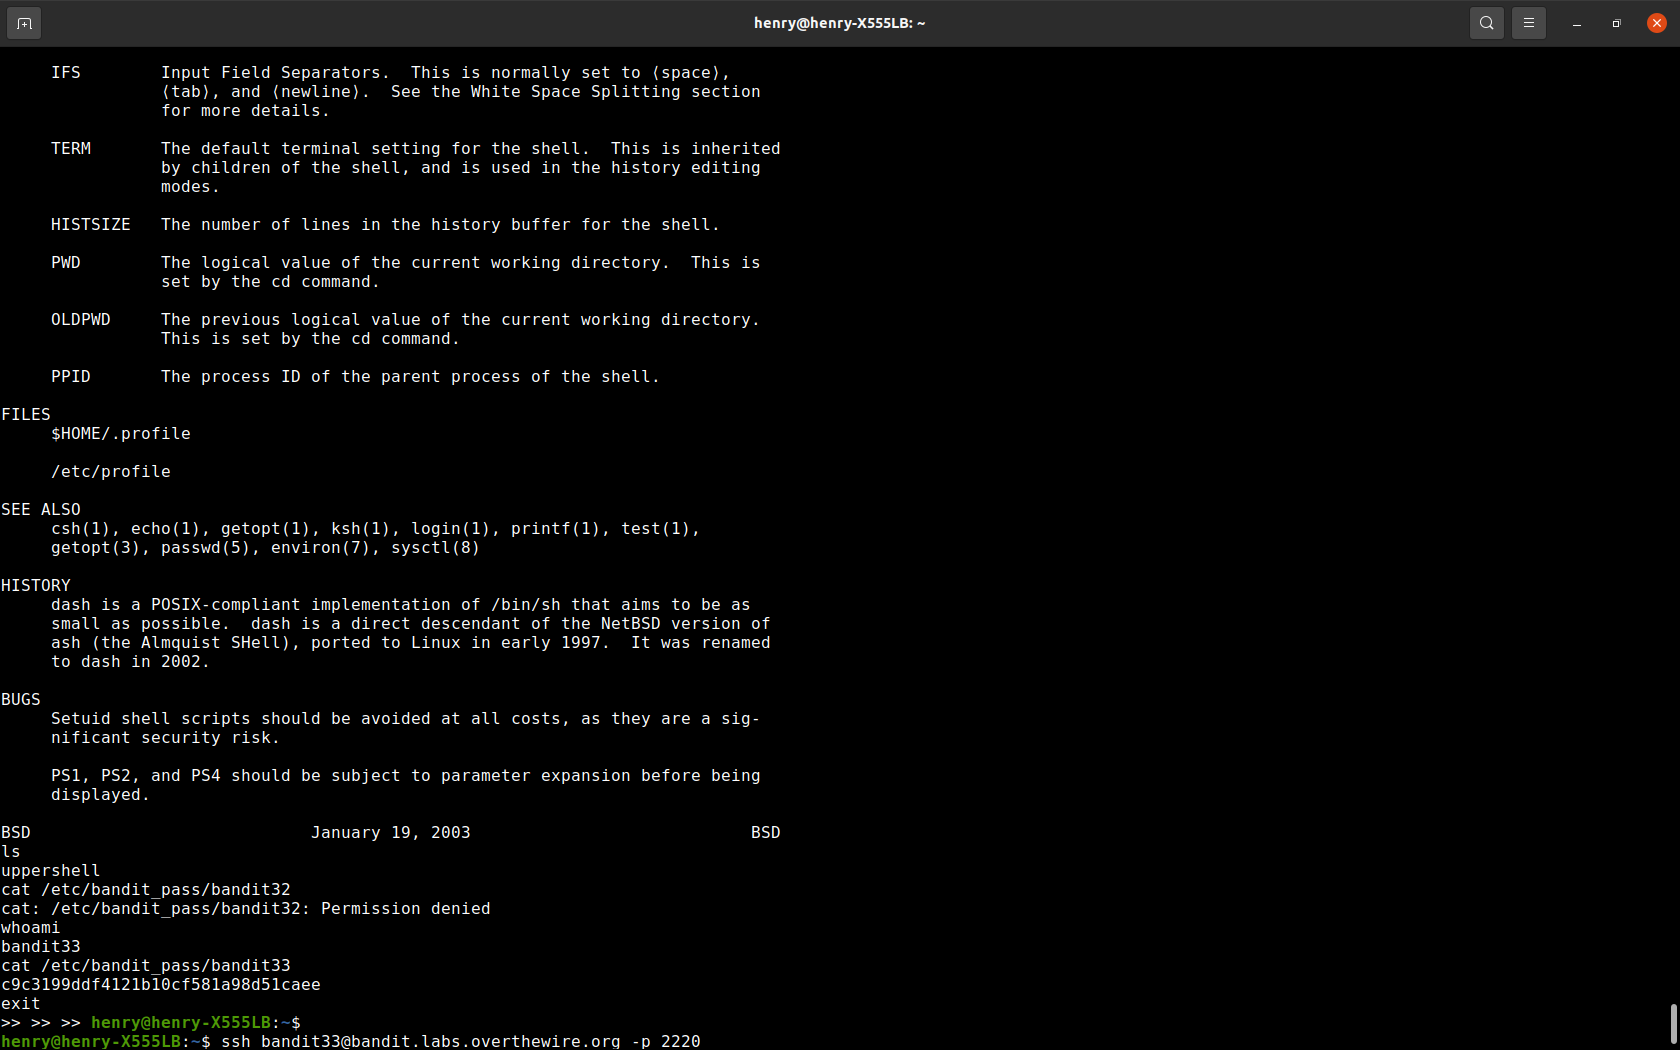 henry@henry-X555LB: ~
IFS Input Field Separators. This is normally set to ⟨space⟩,
⟨tab⟩, and ⟨newline⟩. See the White Space Splitting section
for more details.
TERM The default terminal setting for the shell. This is inherited
by children of the shell, and is used in the history editing
modes.
HISTSIZE The number of lines in the history buffer for the shell.
PWD The logical value of the current working directory. This is
set by the cd command.
OLDPWD The previous logical value of the current working directory.
This is set by the cd command.
PPID The process ID of the parent process of the shell.
FILES
$HOME/.profile
/etc/profile
SEE ALSO
csh(1), echo(1), getopt(1), ksh(1), login(1), printf(1), test(1),
getopt(3), passwd(5), environ(7), sysctl(8)
HISTORY
dash is a POSIX-compliant implementation of /bin/sh that aims to be as
small as possible. dash is a direct descendant of the NetBSD version of
ash (the Almquist SHell), ported to Linux in early 1997. It was renamed
to dash in 2002.
BUGS
Setuid shell scripts should be avoided at all costs, as they are a sig-
nificant security risk.
PS1, PS2, and PS4 should be subject to parameter expansion before being
displayed.
BSD January 19, 2003 BSD
ls
uppershell
cat /etc/bandit_pass/bandit32
cat: /etc/bandit_pass/bandit32: Permission denied
whoami
bandit33
cat /etc/bandit_pass/bandit33
c9c3199ddf4121b10cf581a98d51caee
exit
>> >> >> henry@henry-X555LB:~$
henry@henry-X555LB:~$ ssh bandit33@bandit.labs.overthewire.org -p 2220